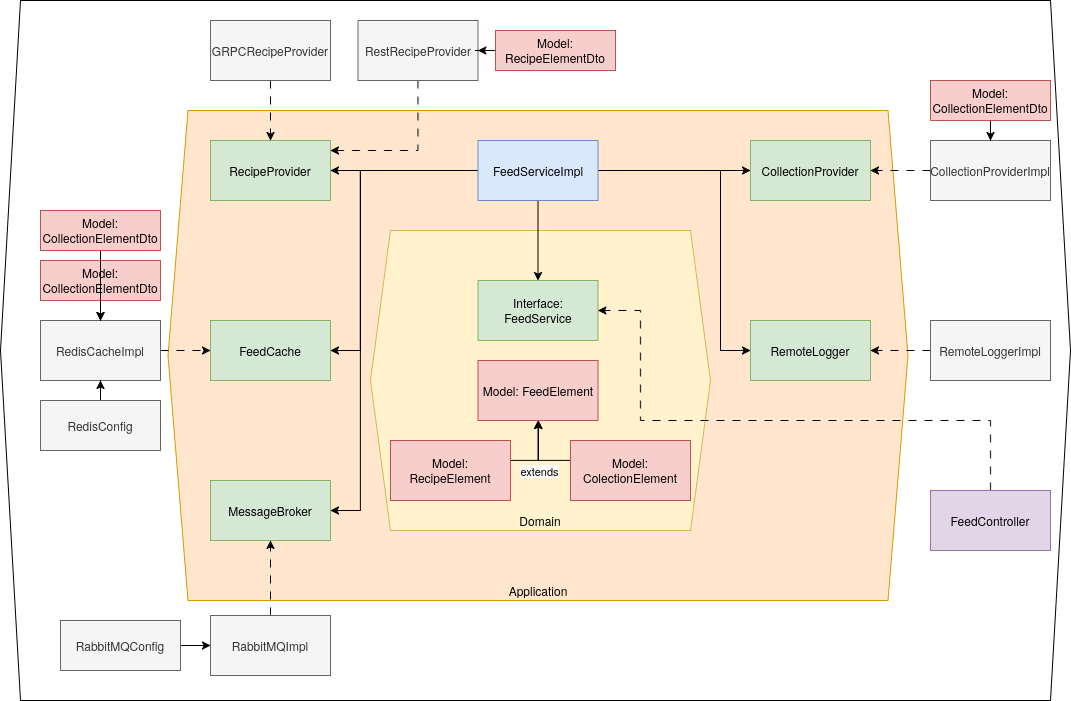 GRPCRecipeProvider
RestRecipeProvider
Model:
RecipeElementDto
Model:
CollectionElementDto
RecipeProvider
FeedServiceImpl
CollectionProvider
CollectionProviderImpl
Model:
CollectionElementDto
Model:
CollectionElementDto
Interface:
FeedService
RedisCacheImpl
FeedCache
RemoteLogger
RemoteLoggerImpl
Model: FeedElement
RedisConfig
Model:
RecipeElement
extends
Model:
ColectionElement
MessageBroker
Domain
FeedController
Application
RabbitMQConfig
RabbitMQImpl